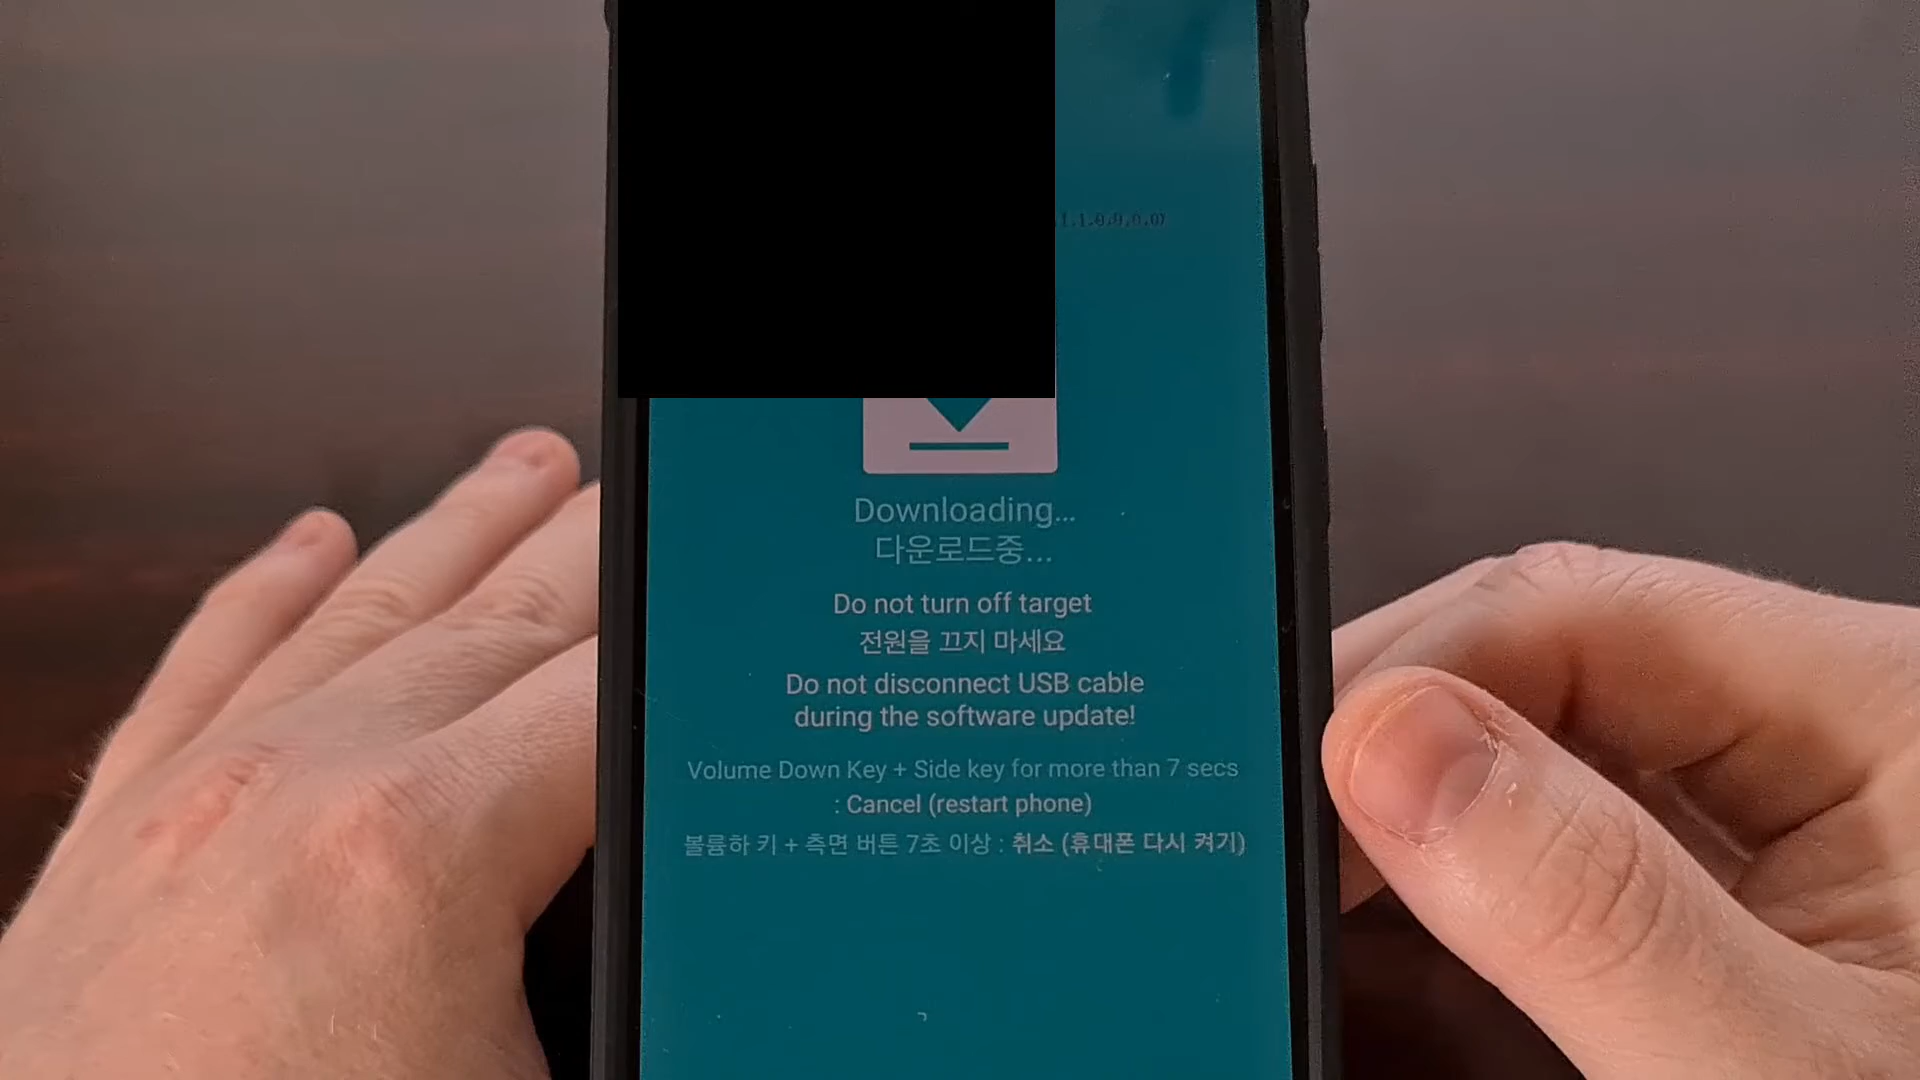 Downloading...
다운로드중...
Do not turn off target
전원을 끄지 마세요
Do not disconnect USB cable
during the software update!
Volume Down Key + Side key for more than 7 secs
: Cancel (restart phone)
볼륨하 키 + 측면 버튼 7초 이상 : 취소 (휴대폰 다시 켜기)